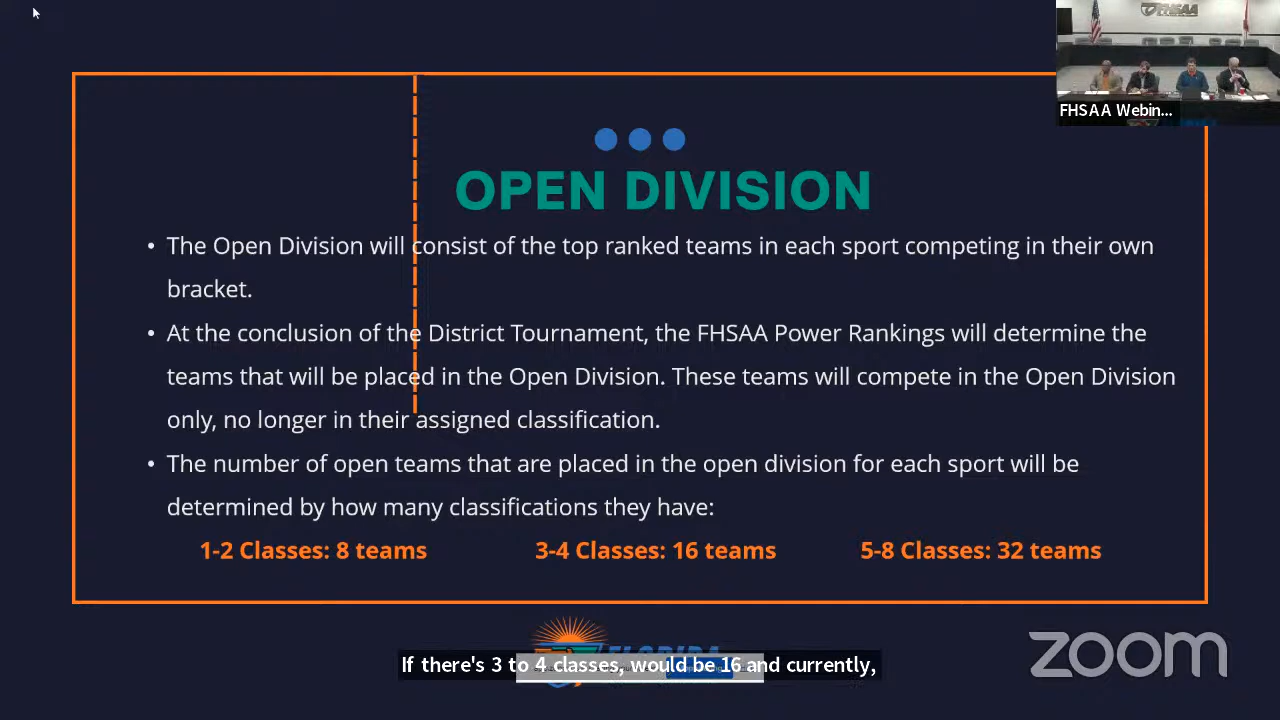 FHSAA
FHSAA Webin...
OPEN DIVISION
• The Open Division will consist of the top ranked teams in each sport competing in their own
bracket.
• At the conclusion of the District Tournament, the FHSAA Power Rankings will determine the
teams that will be placed in the Open Division. These teams will compete in the Open Division
only, no longer in their assigned classification.
• The number of open teams that are placed in the open division for each sport will be
determined by how many classifications they have:
1-2 Classes: 8 teams
3-4 Classes: 16 teams
5-8 Classes: 32 teams
FLORIDA
If there's 3 to 4 classes, would be 16 and currently,
zoom